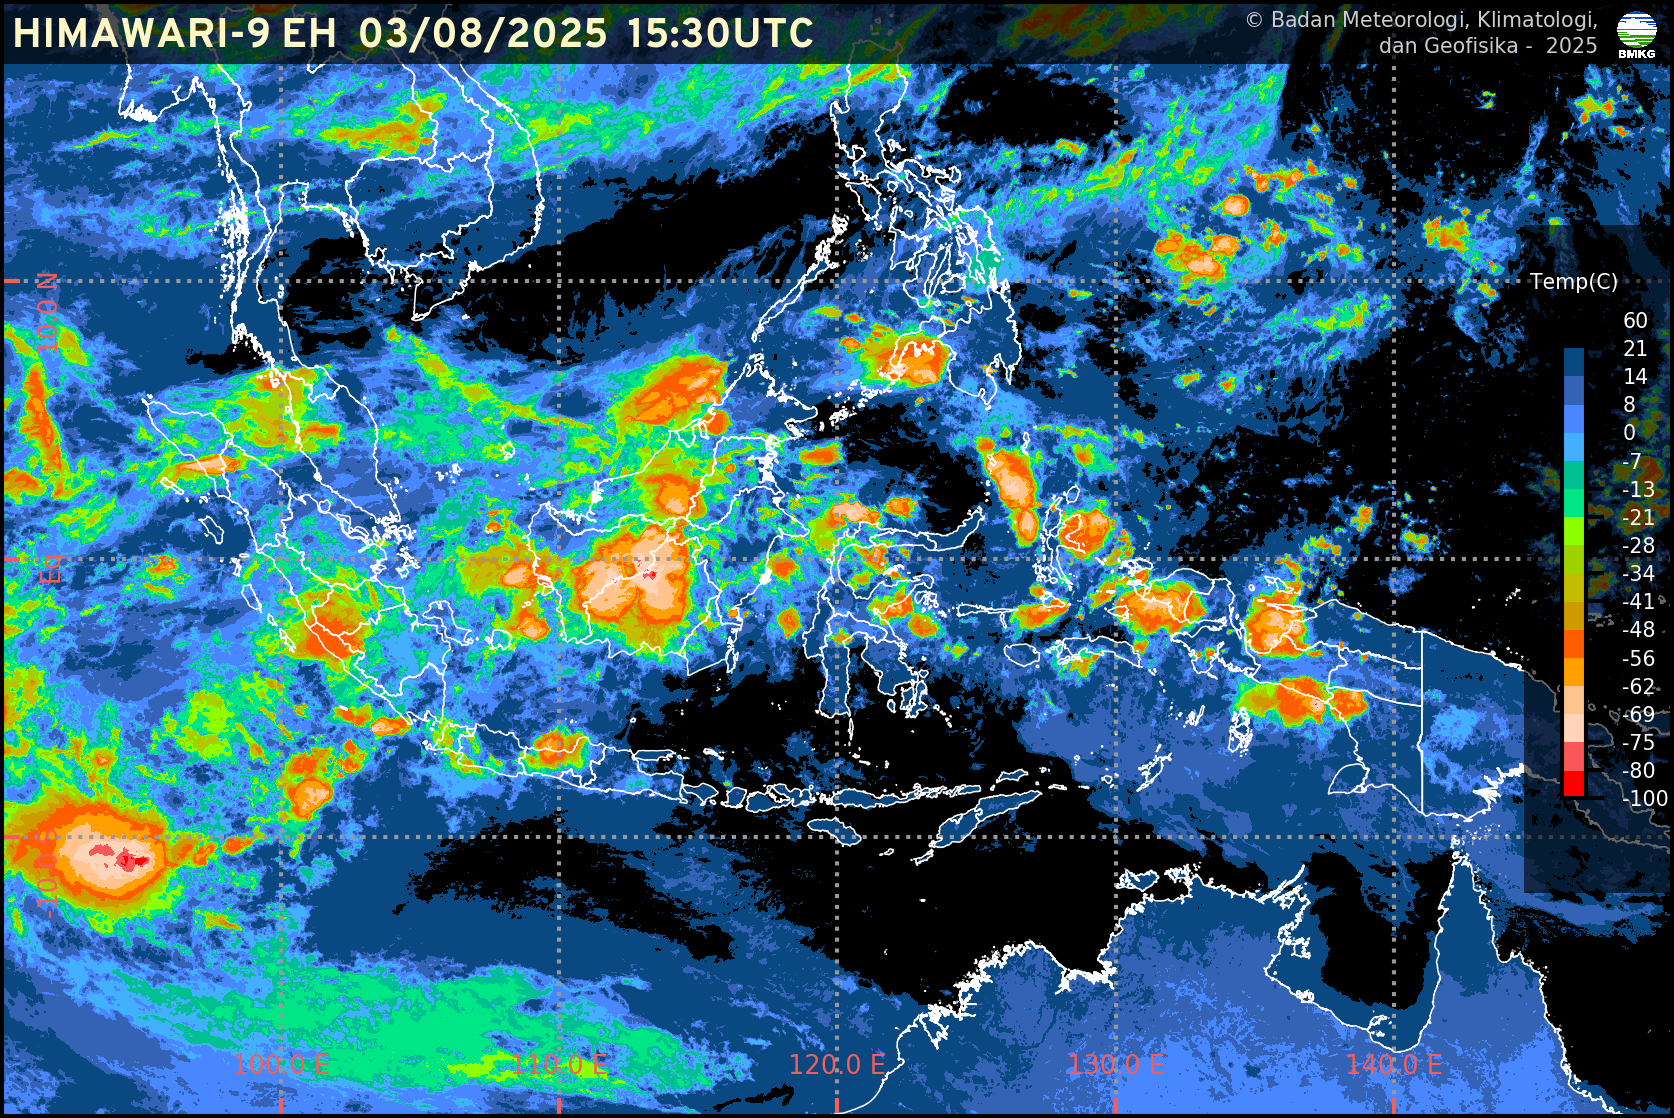 HIMAWARI-9 EH 03/08/2025 15:30UTC
© Badan Meteorologi, Klimatologi,
dan Geofisika - 2025
BMKG
10.0 N
Eq
-10.0 S
Temp(C)
60
21
14
8
0
-7
-13
-21
-28
-34
-41
-48
-56
-62
-69
-75
-80
-100
100.0 E
110.0 E
120.0 E
130.0 E
140.0 E